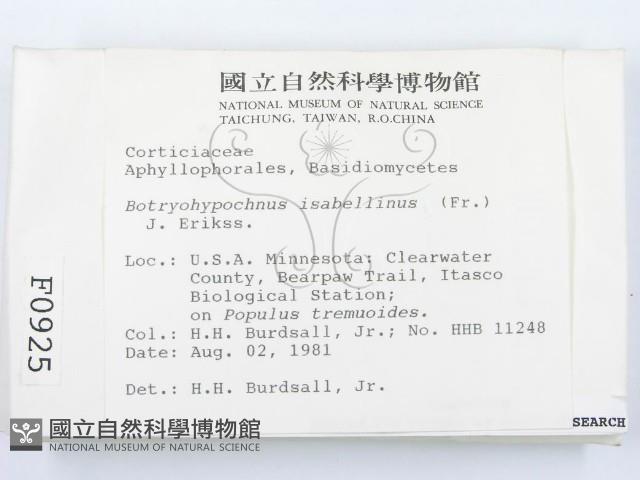 國立自然科學博物館
NATIONAL MUSEUM OF NATURAL SCIENCE
TAICHUNG, TAIWAN, R.O.CHINA
Corticiaceae
Aphyllophorales, Basidiomycetes
Botryohypochnus isabellinus (Fr.)
J. Erikss.
Loc.: U.S.A. Minnesota: Clearwater
County, Bearpaw Trail, Itasco
Biological Station;
on Populus tremuoides.
Col.: H.H. Burdsall, Jr.; No. HHB 11248
Date: Aug. 02, 1981
Det.: H.H. Burdsall, Jr.
F0925
SEARCH
國立自然科學博物館
NATIONAL MUSEUM OF NATURAL SCIENCE